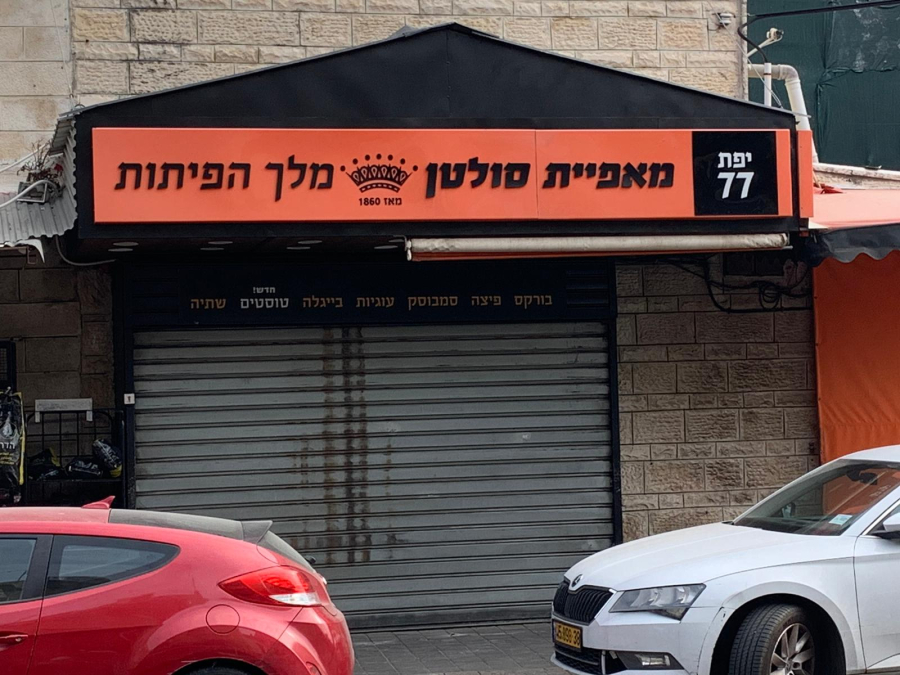 מאפיית סולטן מלך הפיתות
מאז 1860
יפת
77
חדש!
בורקס פיצה סמבוסק עוגיות בייגלה טוסטים שתיה